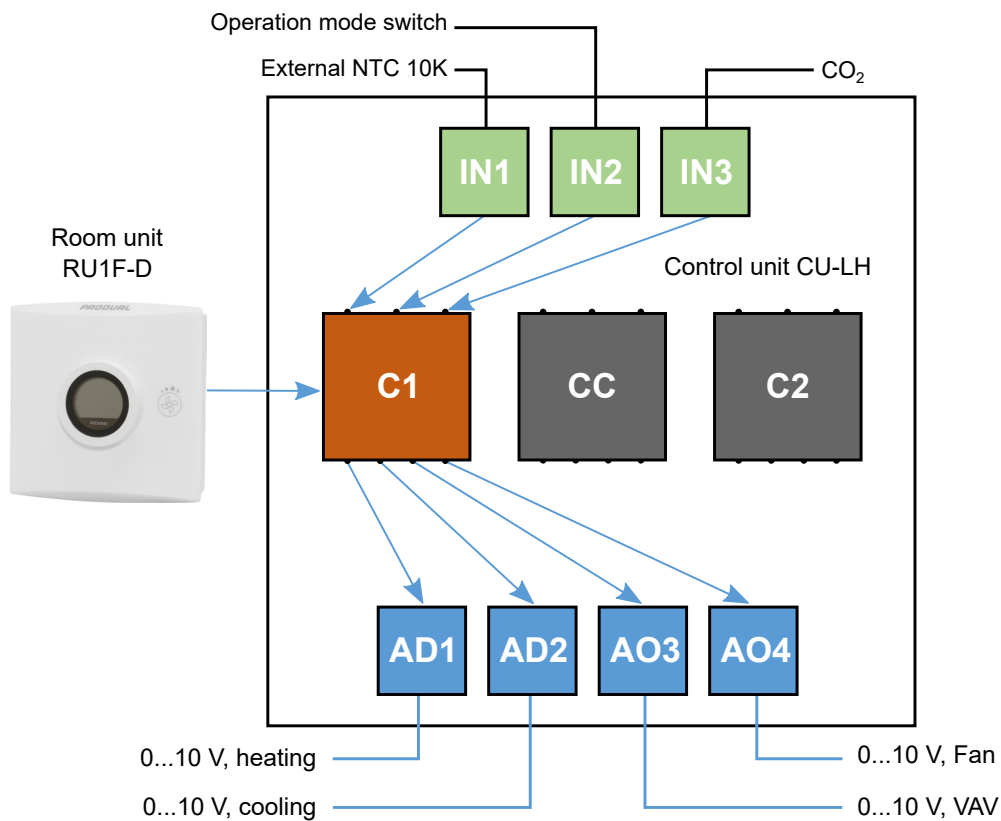 Operation mode switch
External NTC 10K
CO₂
IN1
IN2
IN3
Room unit
RU1F-D
Control unit CU-LH
PRODUAL
C1
CC
C2
AD1
AD2
AO3
AO4
0...10 V, heating
0...10 V, Fan
0...10 V, cooling
0...10 V, VAV